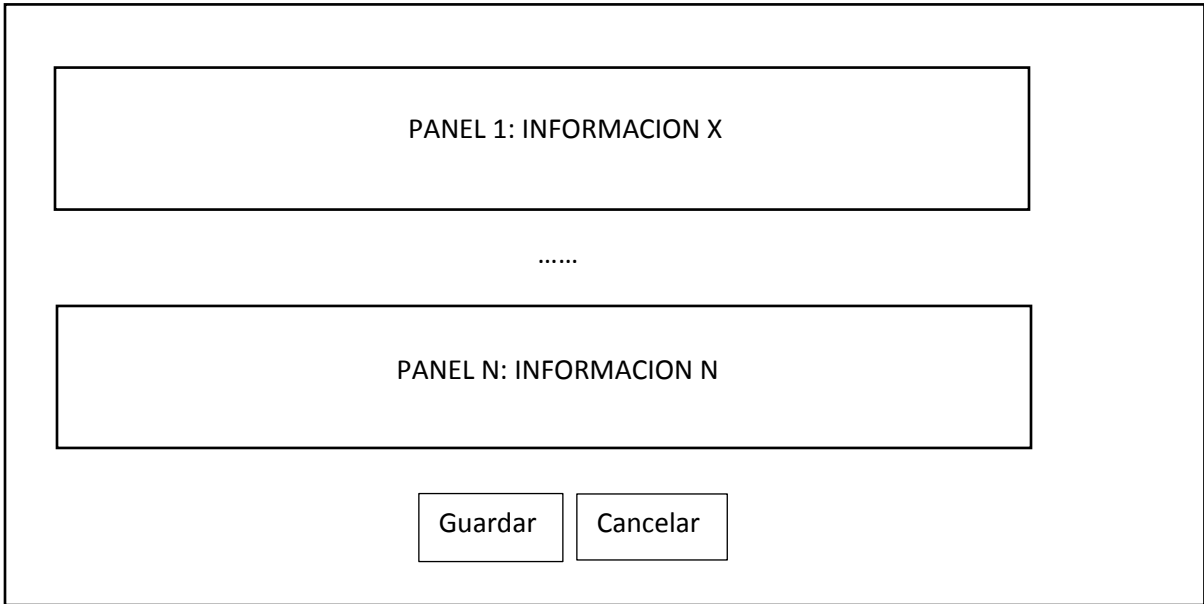 PANEL 1: INFORMACION X
……
PANEL N: INFORMACION N
Guardar Cancelar